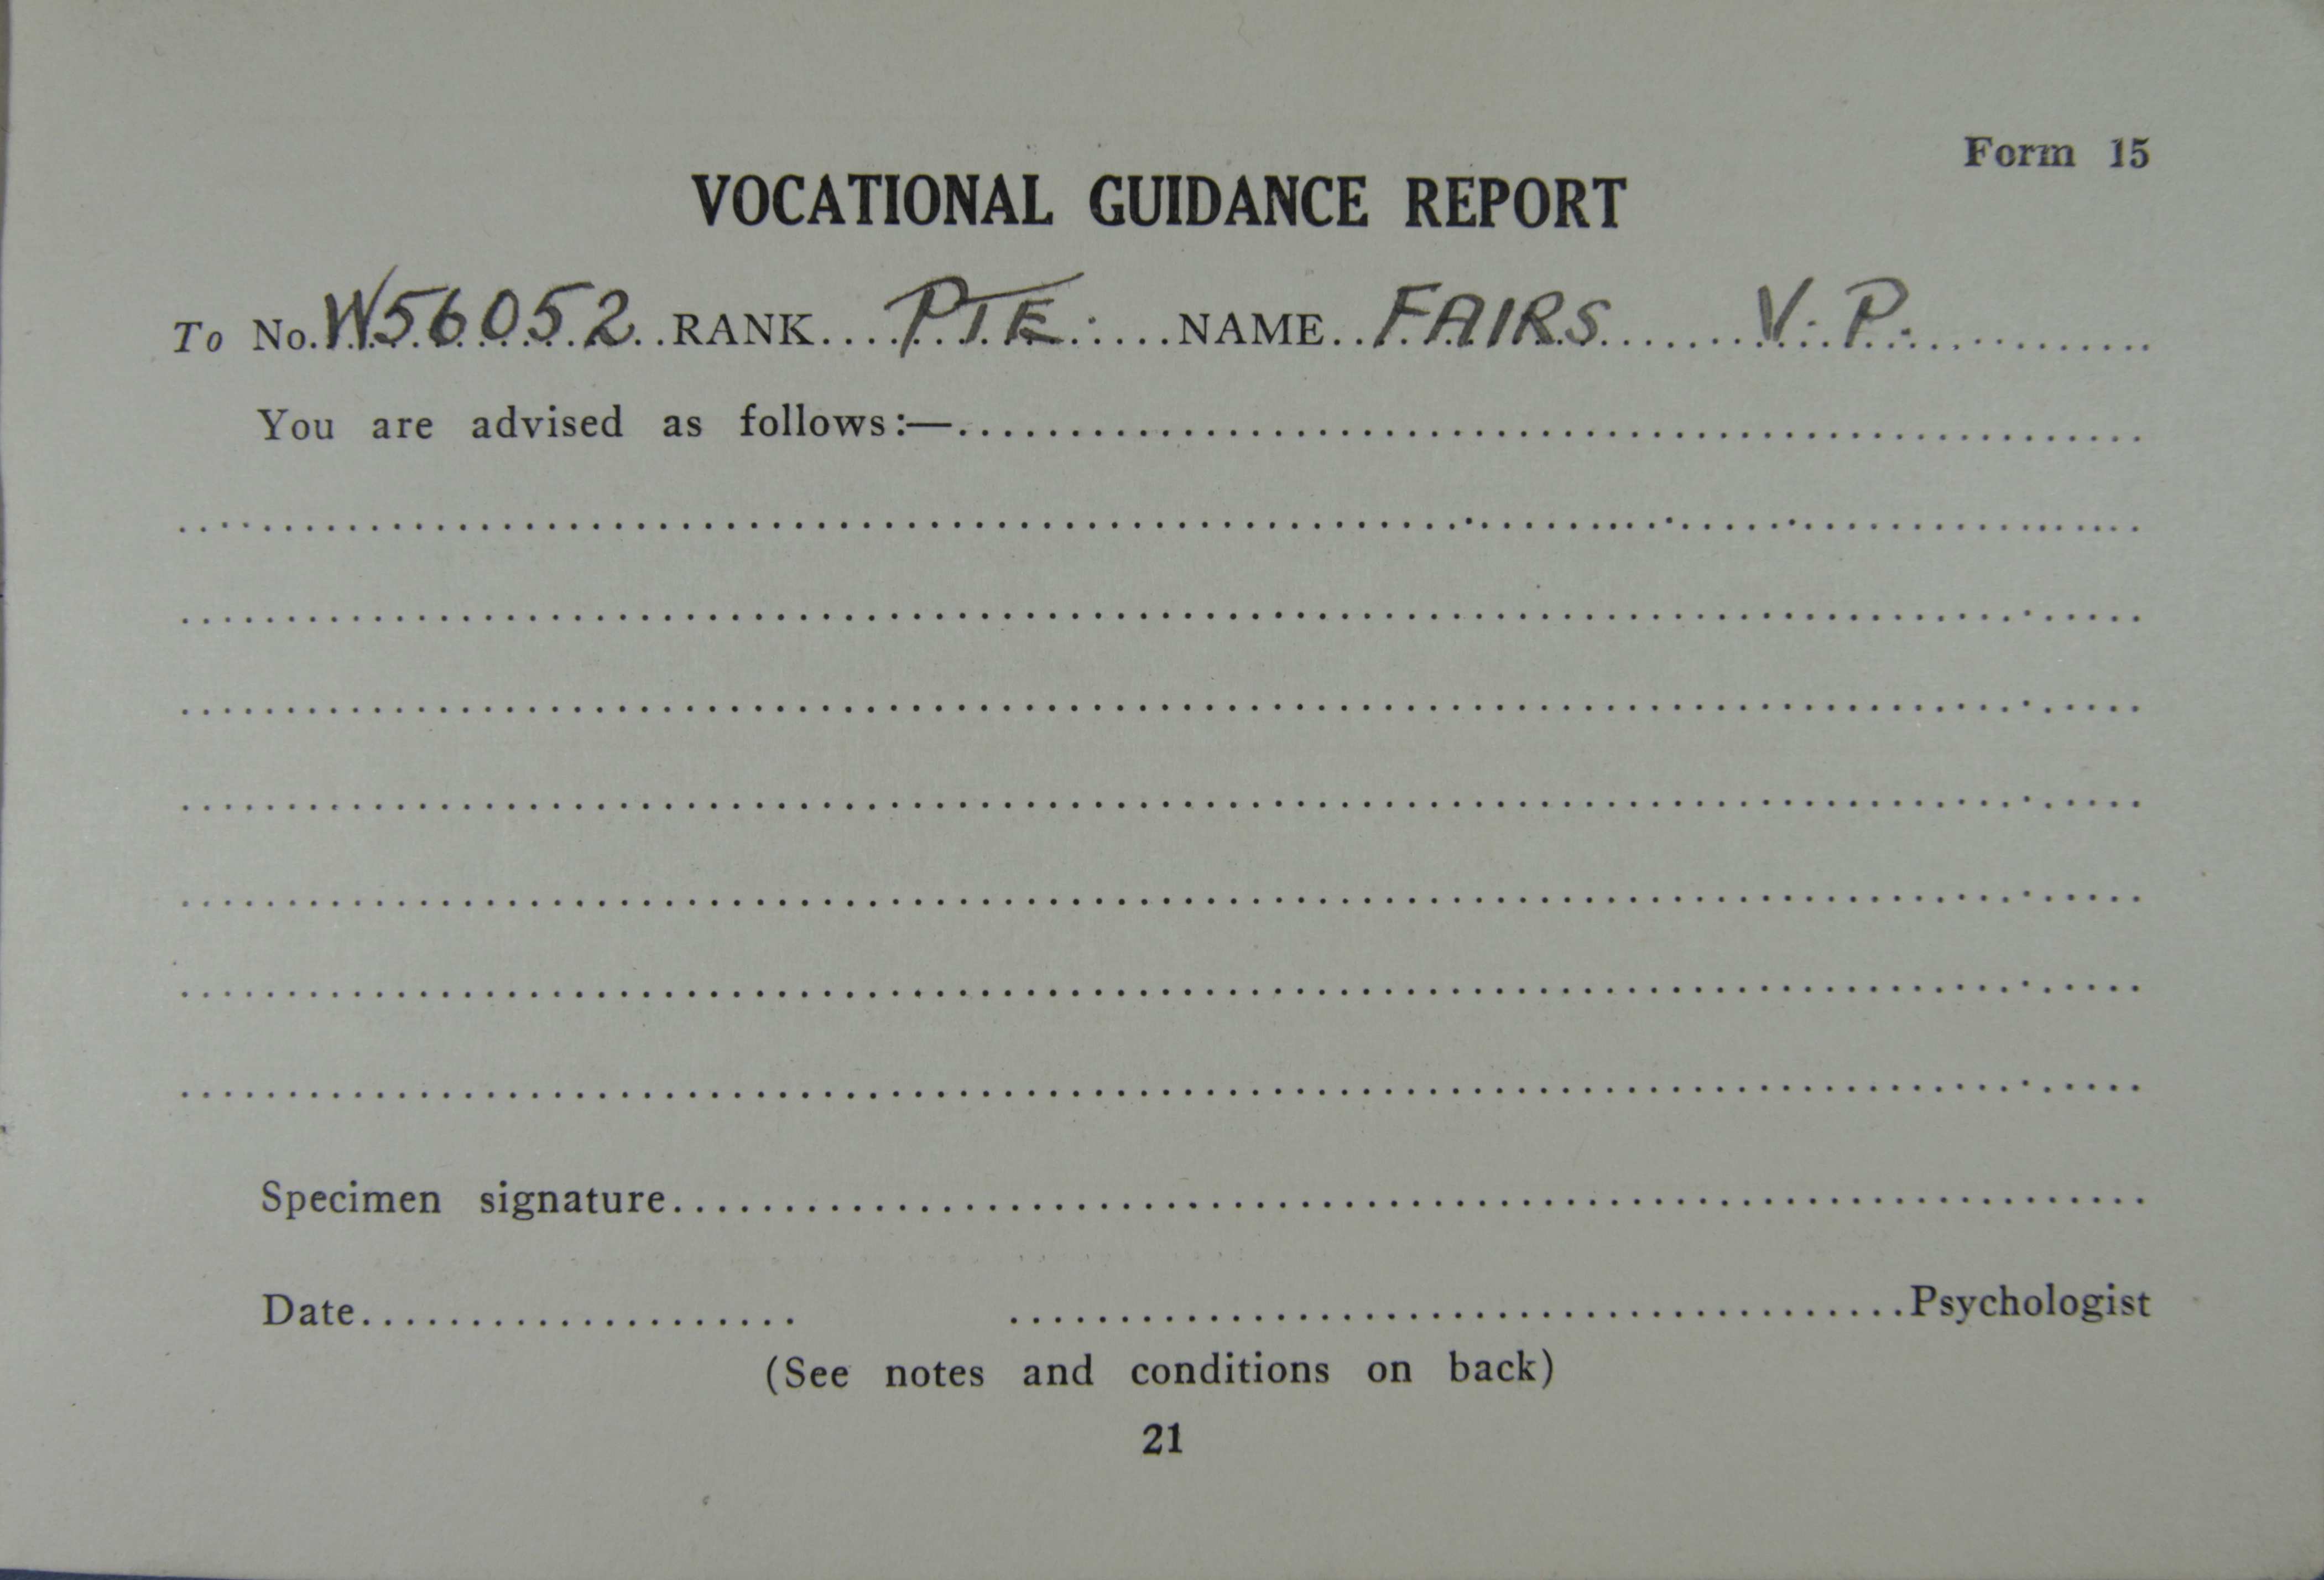 Form 15
VOCATIONAL GUIDANCE REPORT
To No. W56052 RANK PTE. NAME FAIRS V. P.
You are advised as follows:—
Specimen signature
Date Psychologist
(See notes and conditions on back)
21